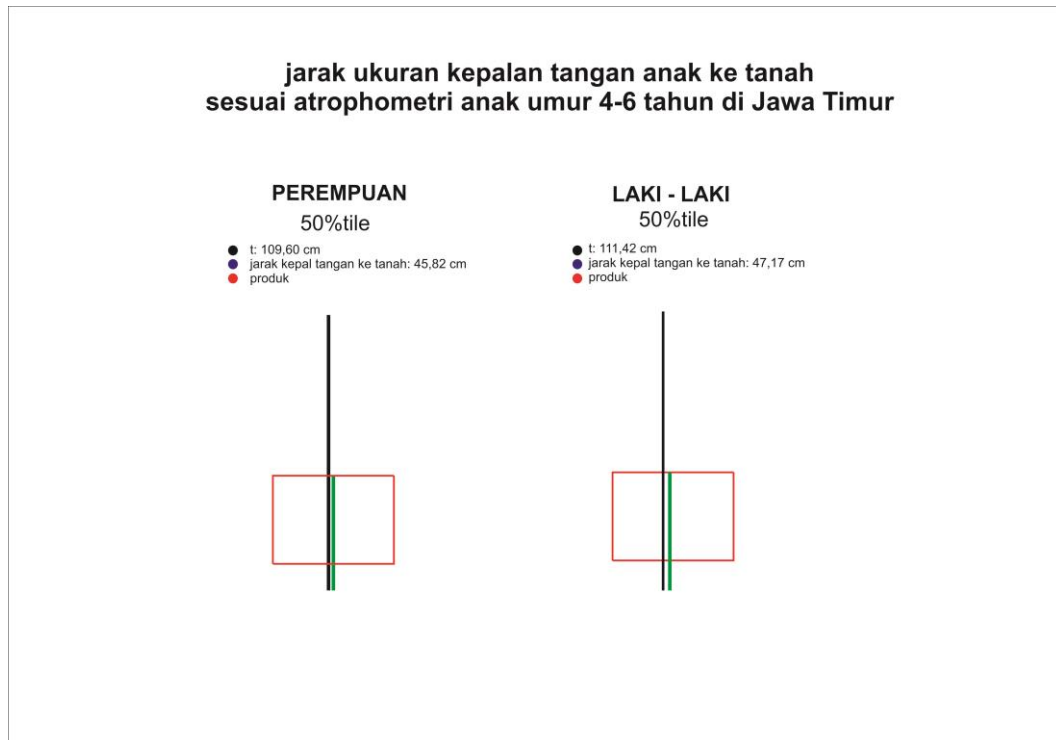 jarak ukuran kepalan tangan anak ke tanah
sesuai atrophometri anak umur 4-6 tahun di Jawa Timur
PEREMPUAN
50%tile
t: 109,60 cm
jarak kepal tangan ke tanah: 45,82 cm
produk
LAKI - LAKI
50%tile
t: 111,42 cm
jarak kepal tangan ke tanah: 47,17 cm
produk